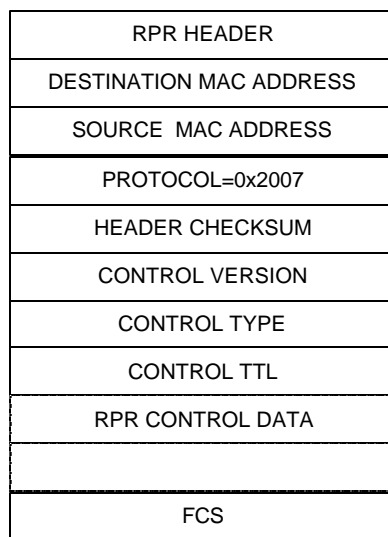 RPR HEADER
DESTINATION MAC ADDRESS
SOURCE MAC ADDRESS
PROTOCOL=0x2007
HEADER CHECKSUM
CONTROL VERSION
CONTROL TYPE
CONTROL TTL
RPR CONTROL DATA
FCS